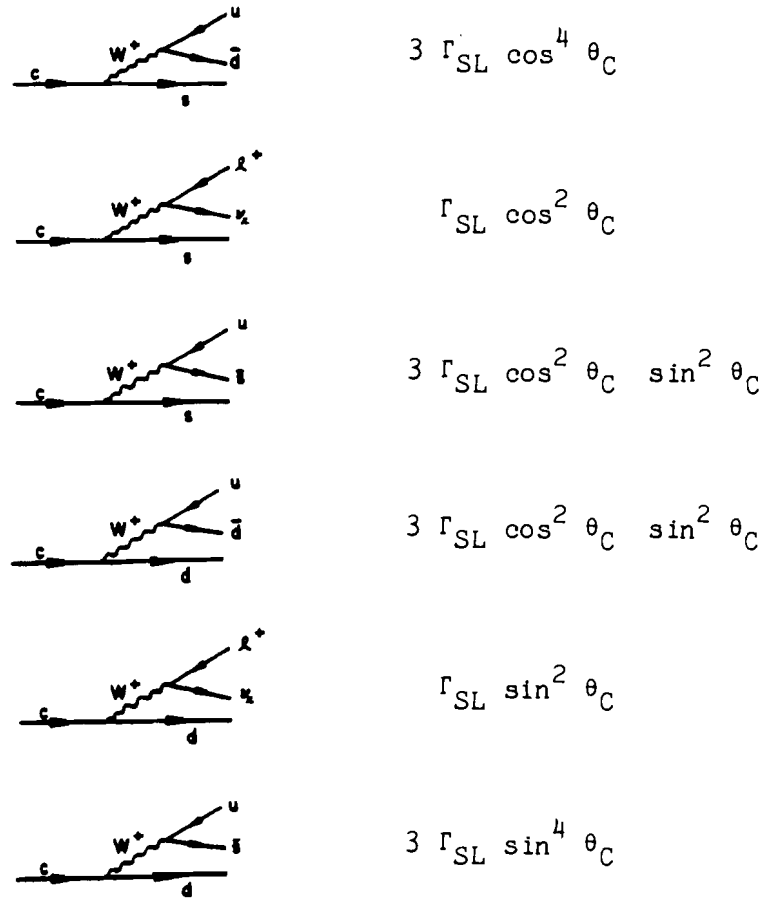 u
W⁺
d̄
3 Γ_SL cos⁴ θ_C
c
s
ℓ⁺
W⁺
ν_ℓ
Γ_SL cos² θ_C
c
s
u
W⁺
s̄
3 Γ_SL cos² θ_C sin² θ_C
c
s
u
W⁺
d̄
3 Γ_SL cos² θ_C sin² θ_C
c
d
ℓ⁺
W⁺
ν_ℓ
Γ_SL sin² θ_C
c
d
u
W⁺
s̄
3 Γ_SL sin⁴ θ_C
c
d